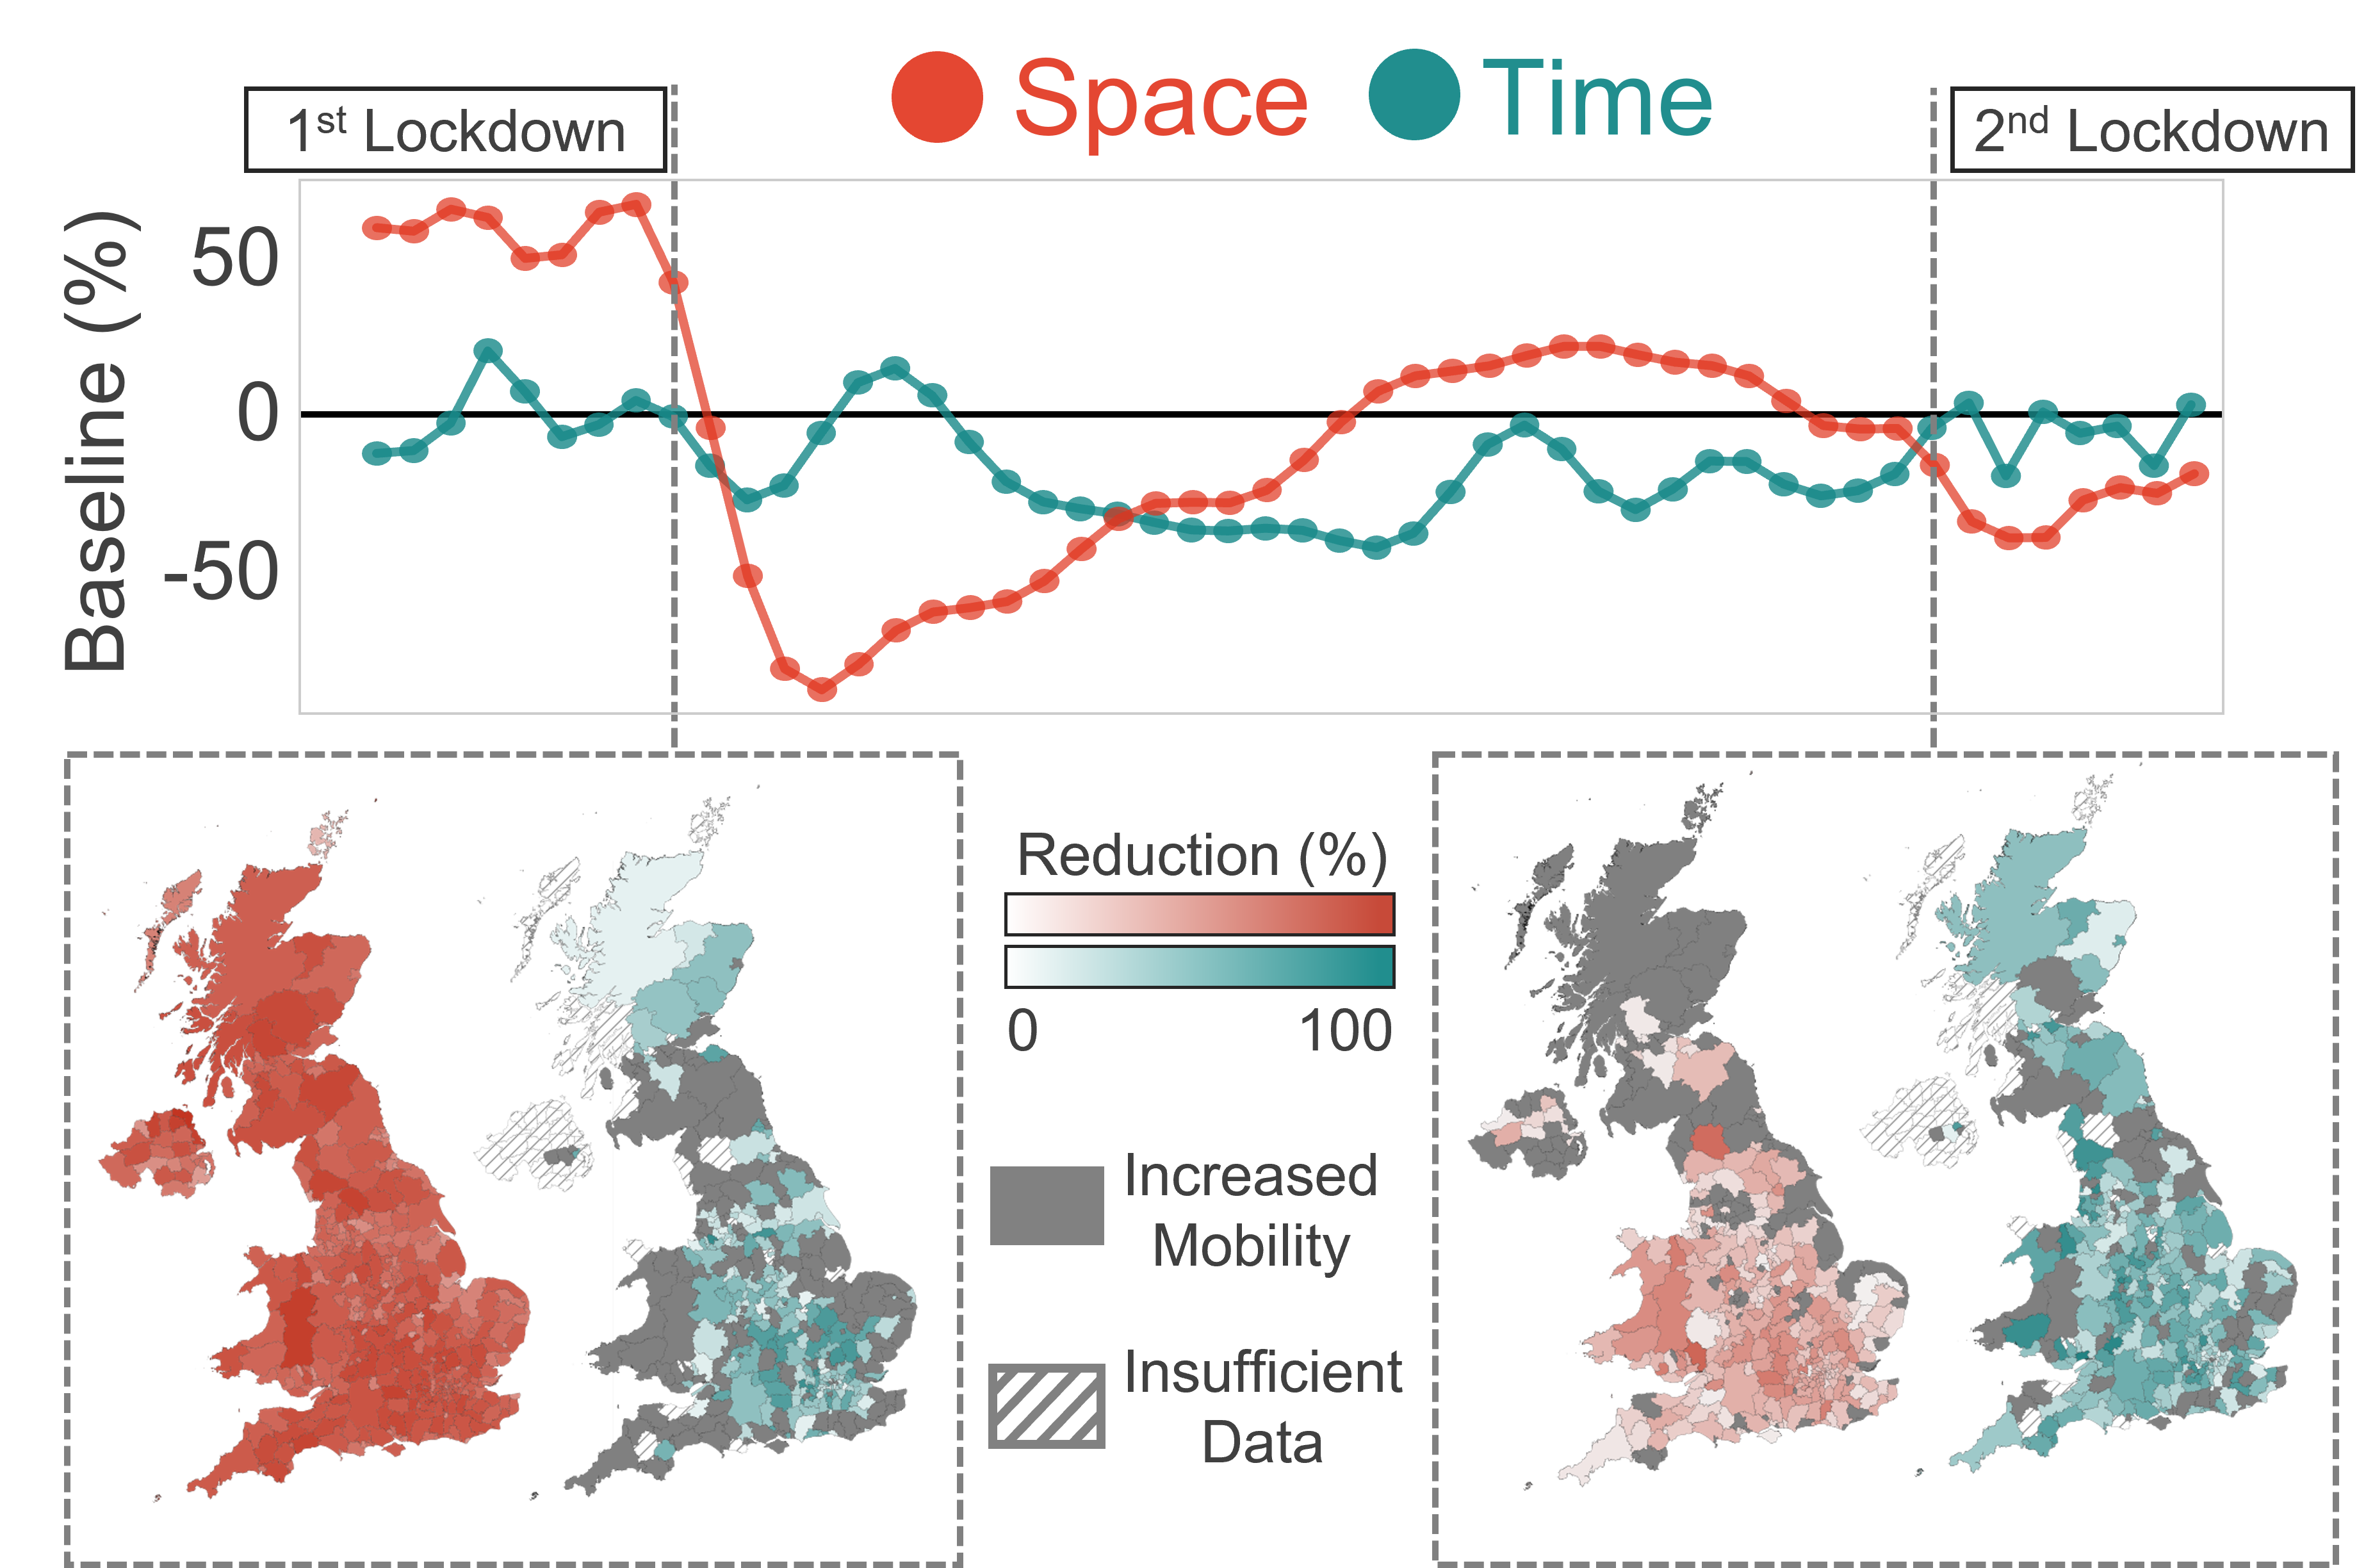 Space Time
1st Lockdown
2nd Lockdown
Baseline (%)
50
0
-50
Reduction (%)
0 100
Increased
Mobility
Insufficient
Data